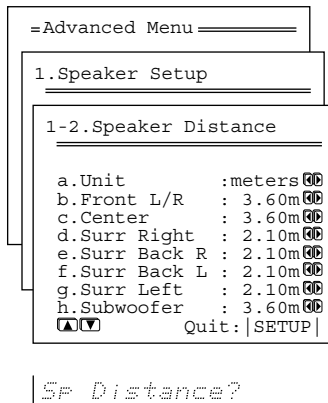 Advanced Menu
1.Speaker Setup
1-2.Speaker Distance
a.Unit :meters
b.Front L/R : 3.60m
c.Center : 3.60m
d.Surr Right : 2.10m
e.Surr Back R : 2.10m
f.Surr Back L : 2.10m
g.Surr Left : 2.10m
h.Subwoofer : 3.60m
Quit:|SETUP|
Sp Distance?